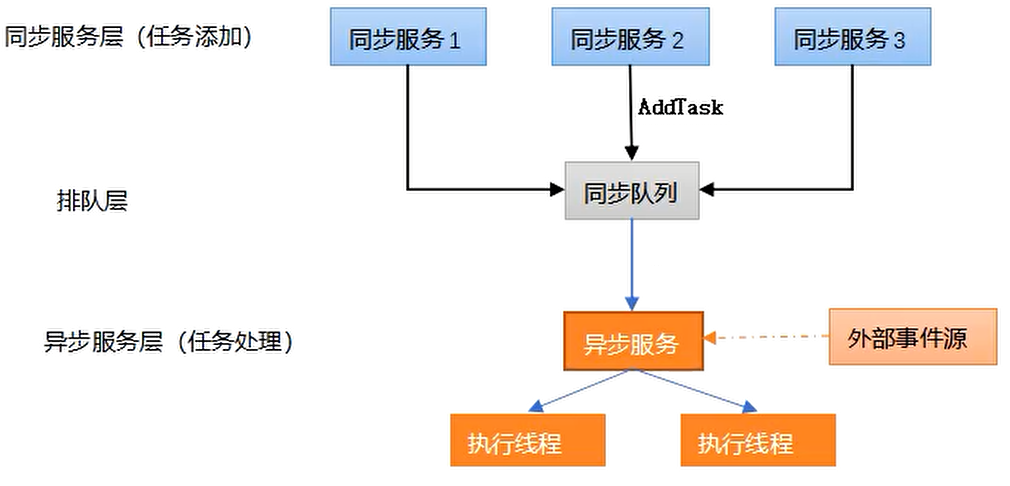 同步服务层（任务添加）
同步服务1
同步服务2
同步服务3
AddTask
排队层
同步队列
异步服务层（任务处理）
异步服务
外部事件源
执行线程
执行线程